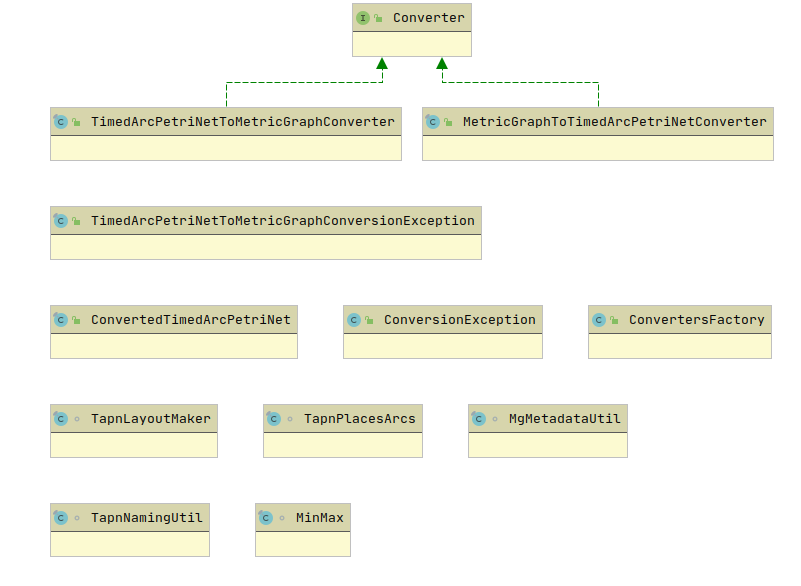 Converter
TimedArcPetriNetToMetricGraphConverter
MetricGraphToTimedArcPetriNetConverter
TimedArcPetriNetToMetricGraphConversionException
ConvertedTimedArcPetriNet
ConversionException
ConvertersFactory
TapnLayoutMaker
TapnPlacesArcs
MgMetadataUtil
TapnNamingUtil
MinMax